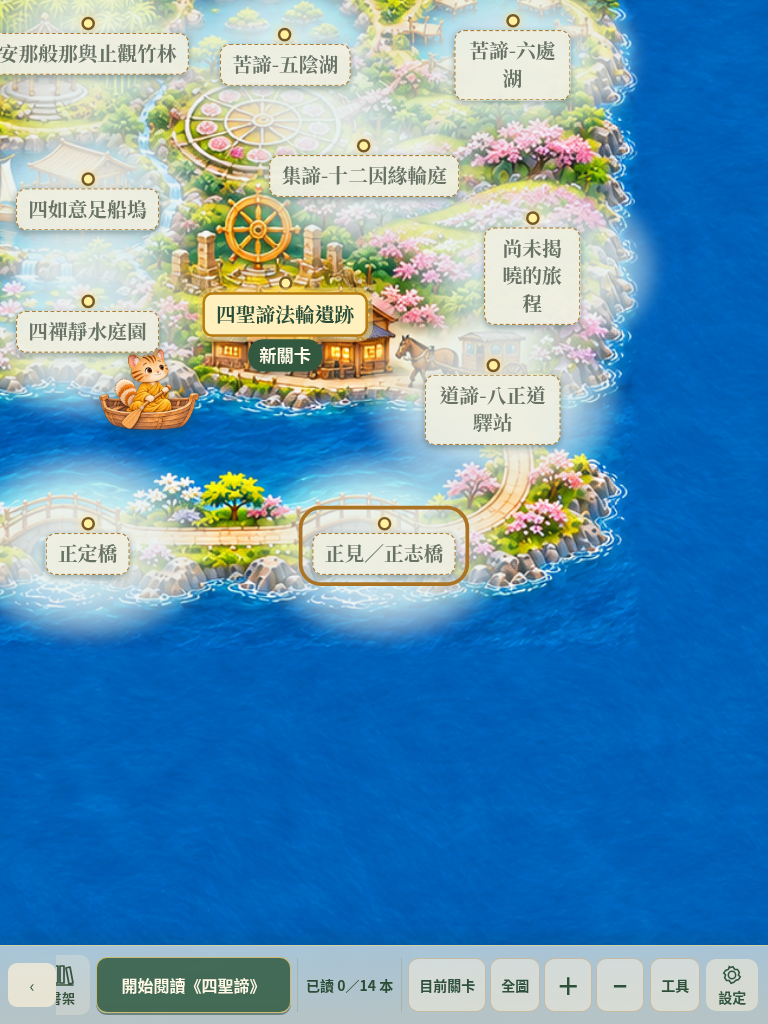 安那般那與止觀竹林
苦諦-五陰湖
苦諦-六處
湖
集諦-十二因緣輪庭
四如意足船塢
尚未揭
曉的旅
程
四聖諦法輪遺跡
新關卡
四禪靜水庭園
道諦-八正道
驛站
正定橋
正見／正志橋
‹
書架
開始閱讀《四聖諦》
已讀 0／14 本
目前關卡
全圖
+
−
工具
設定